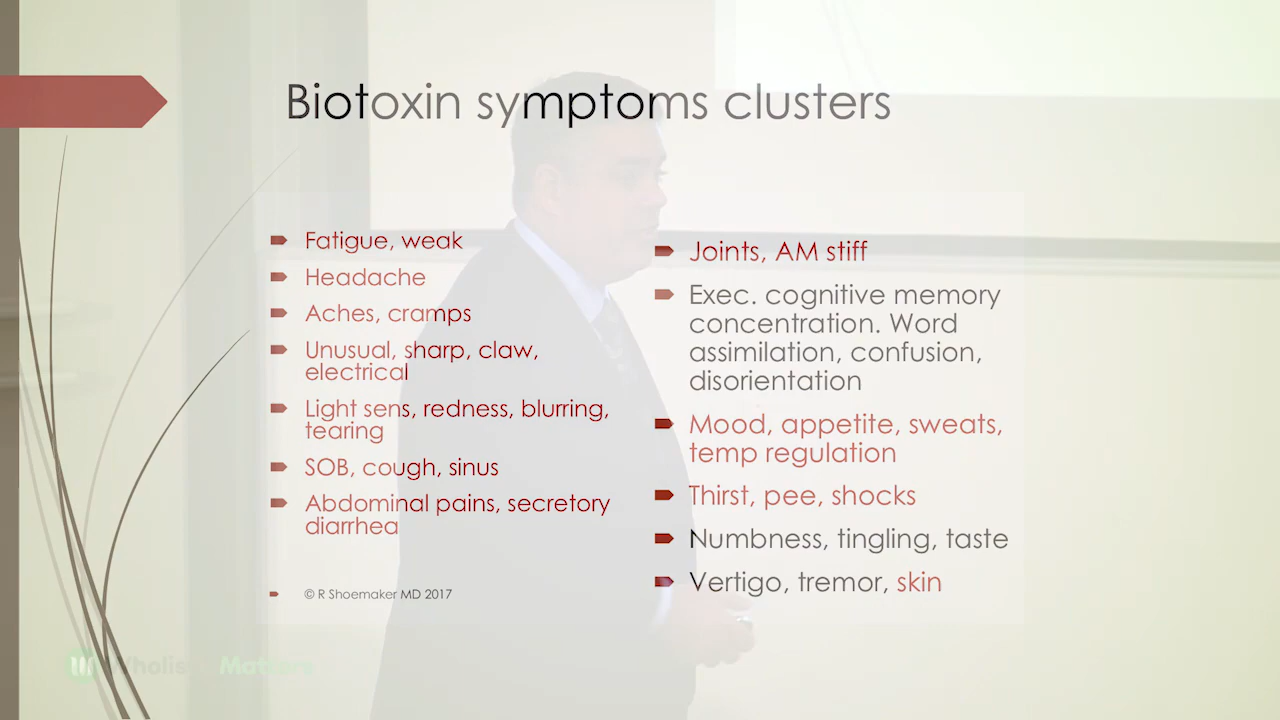 Biotoxin symptoms clusters
Fatigue, weak
Headache
Aches, cramps
Unusual, sharp, claw,
electrical
Light sens, redness, blurring,
tearing
SOB, cough, sinus
Abdominal pains, secretory
diarrhea
© R Shoemaker MD 2017
Joints, AM stiff
Exec. cognitive memory
concentration. Word
assimilation, confusion,
disorientation
Mood, appetite, sweats,
temp regulation
Thirst, pee, shocks
Numbness, tingling, taste
Vertigo, tremor, skin
Matters